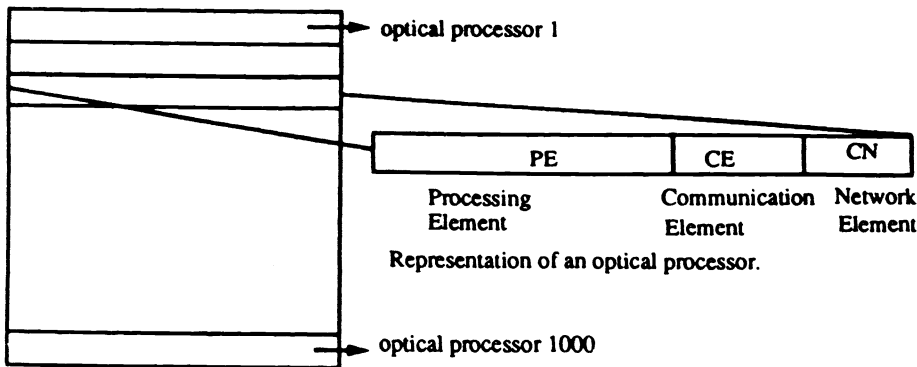 optical processor 1
PE CE CN
Processing Communication Network
Element Element Element
Representation of an optical processor.
optical processor 1000